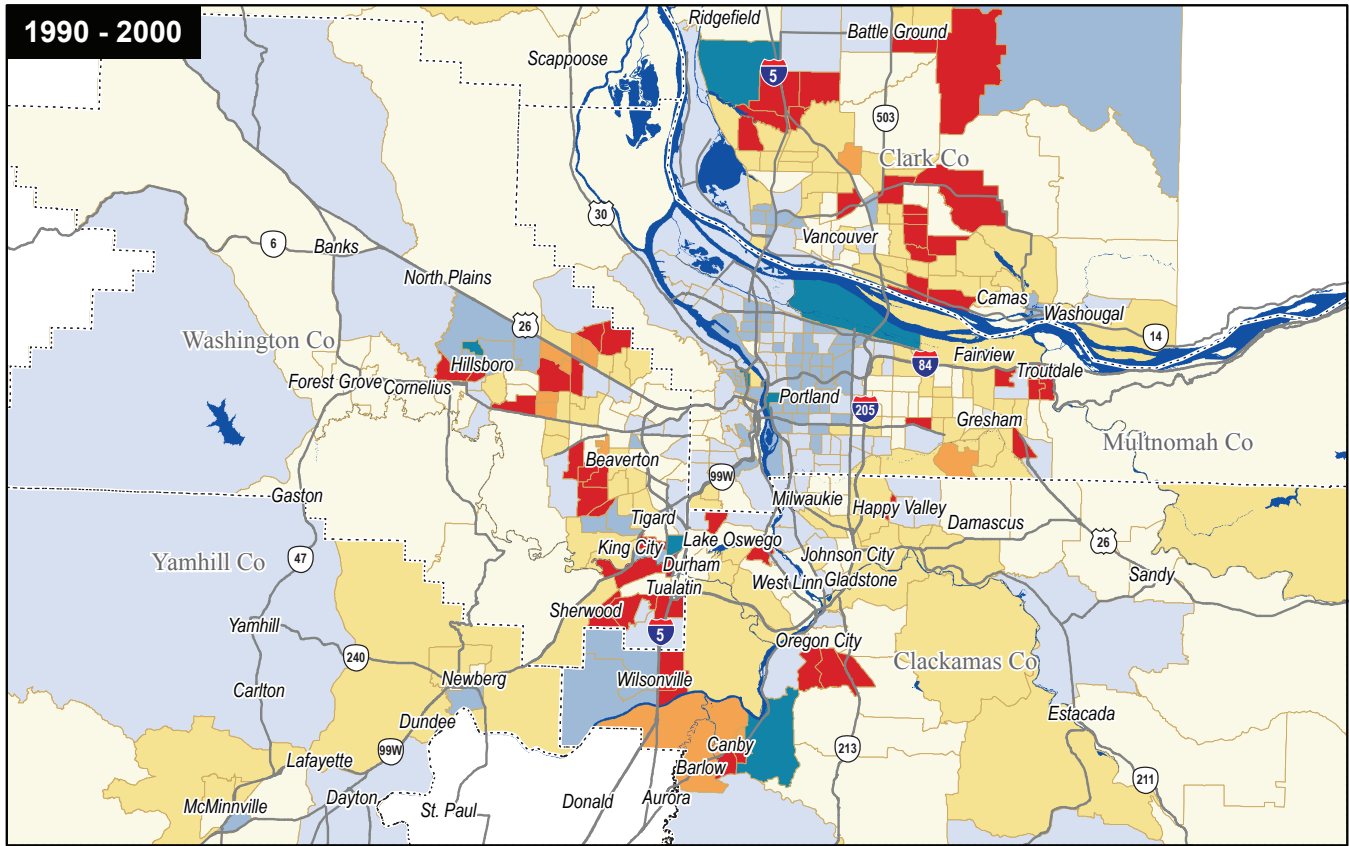 1990 - 2000
Ridgefield
Battle Ground
Scappoose
5
503
Clark Co
30
Vancouver
6
Banks
North Plains
Camas
Washougal
26
14
Washington Co
Hillsboro
Fairview
84
Troutdale
Forest Grove
Cornelius
Portland
205
Gresham
Multnomah Co
Beaverton
99W
Gaston
Milwaukie
Happy Valley
Tigard
Damascus
King City
Lake Oswego
26
Yamhill Co
47
Johnson City
Durham
Sandy
Tualatin
West Linn
Gladstone
Sherwood
Yamhill
5
Oregon City
240
Clackamas Co
Newberg
Wilsonville
Carlton
Estacada
Dundee
99W
Canby
213
Lafayette
Barlow
211
McMinnville
Dayton
St. Paul
Donald
Aurora